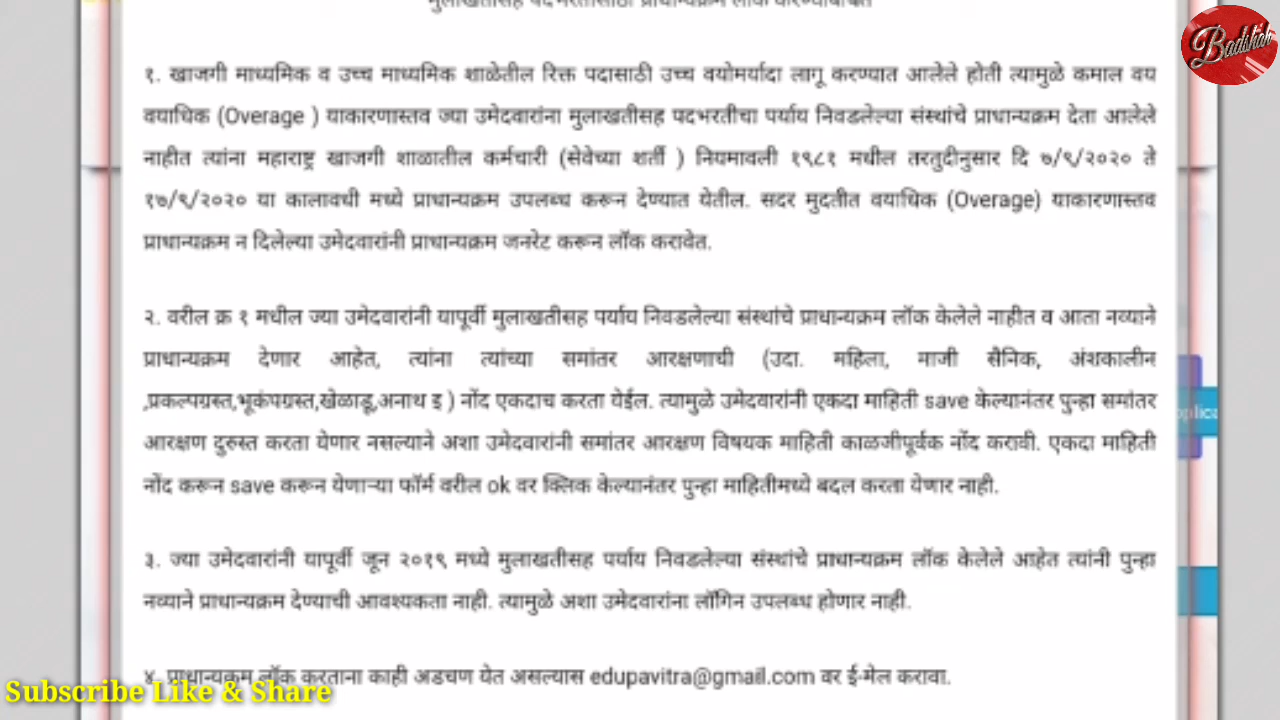 मुलाखतीसह पदभरतीसाठी प्राधान्यक्रम लॉक करण्याबाबत
Badshah
१. खाजगी माध्यमिक व उच्च माध्यमिक शाळेतील रिक्त पदासाठी उच्च वयोमर्यादा लागू करण्यात आलेले होती त्यामुळे कमाल वय
वयाधिक (Overage ) याकारणास्तव ज्या उमेदवारांना मुलाखतीसह पदभरतीचा पर्याय निवडलेल्या संस्थांचे प्राधान्यक्रम देता आलेले
नाहीत त्यांना महाराष्ट्र खाजगी शाळातील कर्मचारी (सेवेच्या शर्ती ) नियमावली १९८१ मधील तरतुदीनुसार दि ७/९/२०२० ते
१७/९/२०२० या कालावधी मध्ये प्राधान्यक्रम उपलब्ध करून देण्यात येतील. सदर मुदतीत वयाधिक (Overage) याकारणास्तव
प्राधान्यक्रम न दिलेल्या उमेदवारांनी प्राधान्यक्रम जनरेट करून लॉक करावेत.
२. वरील क्र १ मधील ज्या उमेदवारांनी यापूर्वी मुलाखतीसह पर्याय निवडलेल्या संस्थांचे प्राधान्यक्रम लॉक केलेले नाहीत व आता नव्याने
प्राधान्यक्रम देणार आहेत, त्यांना त्यांच्या समांतर आरक्षणाची (उदा. महिला, माजी सैनिक, अंशकालीन
,प्रकल्पग्रस्त,भूकंपग्रस्त,खेळाडू,अनाथ इ ) नोंद एकदाच करता येईल. त्यामुळे उमेदवारांनी एकदा माहिती save केल्यानंतर पुन्हा समांतर
आरक्षण दुरुस्त करता येणार नसल्याने अशा उमेदवारांनी समांतर आरक्षण विषयक माहिती काळजीपूर्वक नोंद करावी. एकदा माहिती
नोंद करून save करून येणाऱ्या फॉर्म वरील ok वर क्लिक केल्यानंतर पुन्हा माहितीमध्ये बदल करता येणार नाही.
३. ज्या उमेदवारांनी यापूर्वी जून २०१९ मध्ये मुलाखतीसह पर्याय निवडलेल्या संस्थांचे प्राधान्यक्रम लॉक केलेले आहेत त्यांनी पुन्हा
नव्याने प्राधान्यक्रम देण्याची आवश्यकता नाही. त्यामुळे अशा उमेदवारांना लॉगिन उपलब्ध होणार नाही.
४. प्राधान्यक्रम लॉक करताना काही अडचण येत असल्यास edupavitra@gmail.com वर ई-मेल करावा.
Subscribe Like & Share